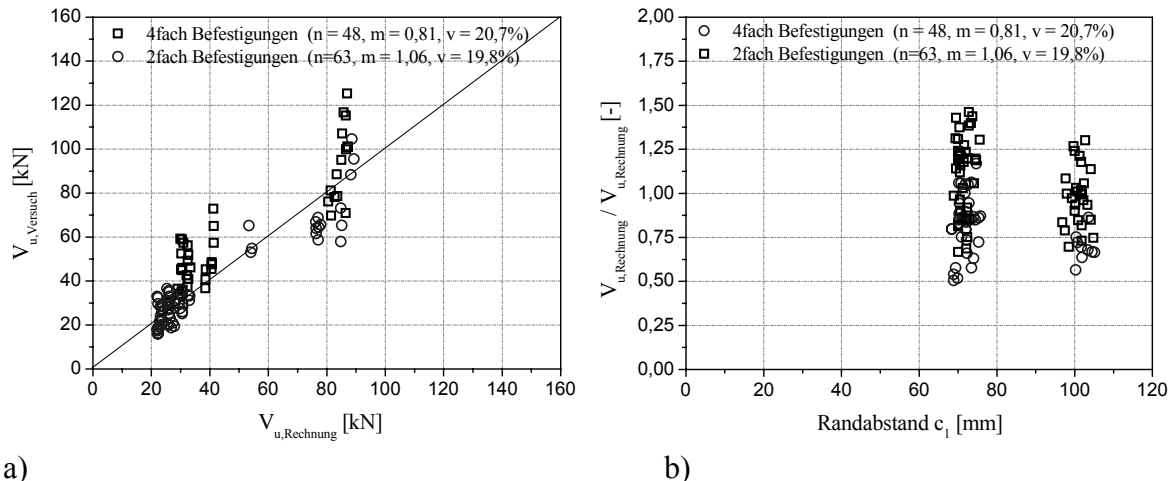 160
140
120
100
80
60
40
20
0
V_u,Versuch [kN]
4fach Befestigungen (n = 48, m = 0,81, v = 20,7%)
2fach Befestigungen (n=63, m = 1,06, v = 19,8%)
0 20 40 60 80 100 120 140 160
V_u,Rechnung [kN]
a)
2,00
1,75
1,50
1,25
1,00
0,75
0,50
0,25
0,00
V_u,Rechnung / V_u,Rechnung [-]
4fach Befestigungen (n = 48, m = 0,81, v = 20,7%)
2fach Befestigungen (n=63, m = 1,06, v = 19,8%)
0 20 40 60 80 100 120
Randabstand c_1 [mm]
b)